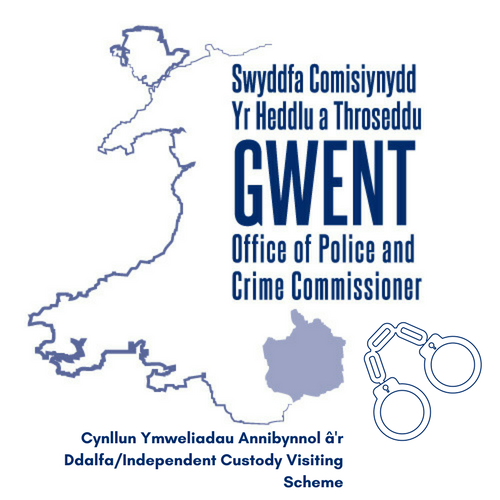 Swyddfa Comisiynydd
Yr Heddlu a Throseddu
GWENT
Office of Police and
Crime Commissioner
Cynllun Ymweliadau Annibynnol â'r
Ddalfa/Independent Custody Visiting
Scheme